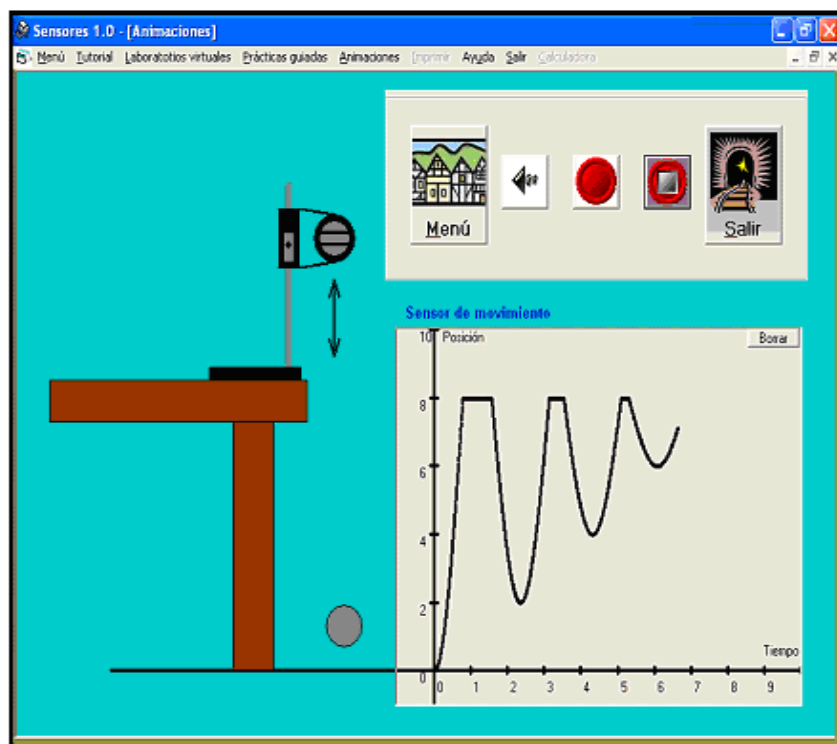 Sensores 1.0 - [Animaciones]
Menú Tutorial Laboratotios virtuales Prácticas guiadas Animaciones Imprimir Ayuda Salir Calculadora
Menú
Salir
Sensor de movimiento
10 Posición
Borrar
8
6
4
2
Tiempo
0
0 1 2 3 4 5 6 7 8 9